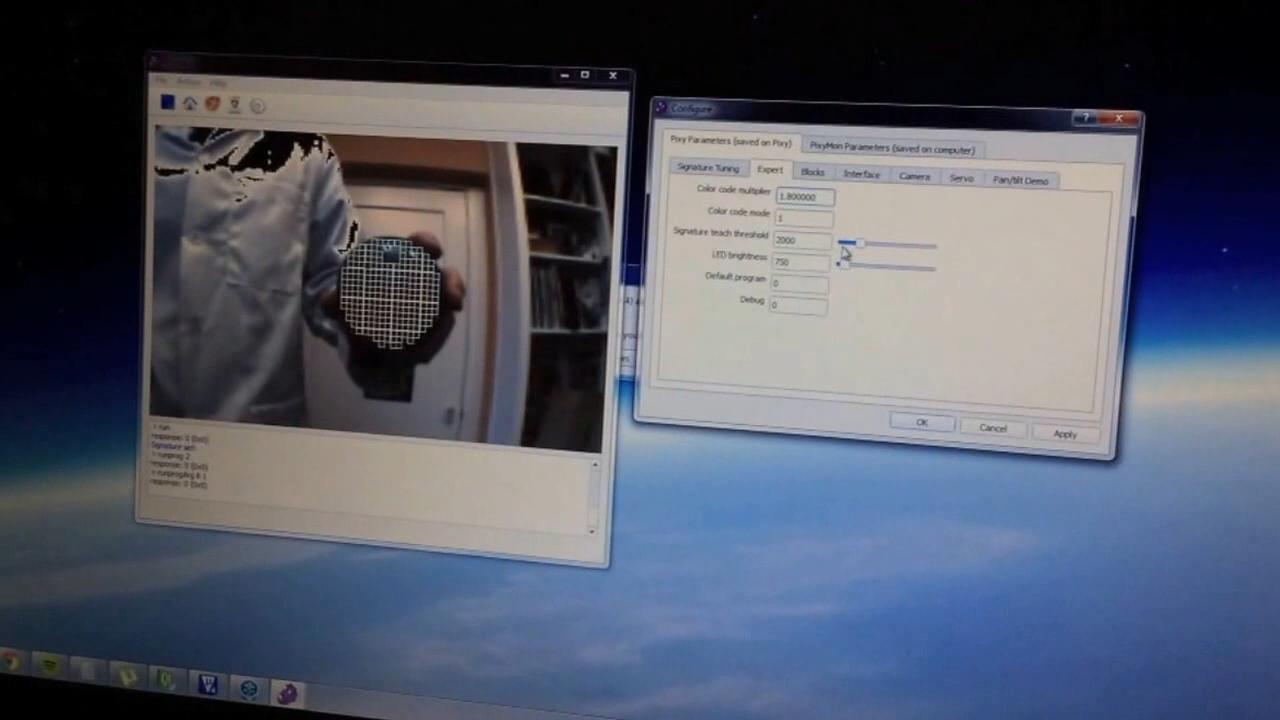 File Action Help
> run
response: 0 (0x0)
Signature set!
> runprog 2
response: 0 (0x0)
> runprogArg 8 1
response: 0 (0x0)
Configure
Pixy Parameters (saved on Pixy) PixyMon Parameters (saved on computer)
Signature Tuning Expert Blocks Interface Camera Servo Pan/tilt Demo
Color code multiplier 1.800000
Color code mode 1
Signature teach threshold 2000
LED brightness 750
Default program 0
Debug 0
OK Cancel Apply